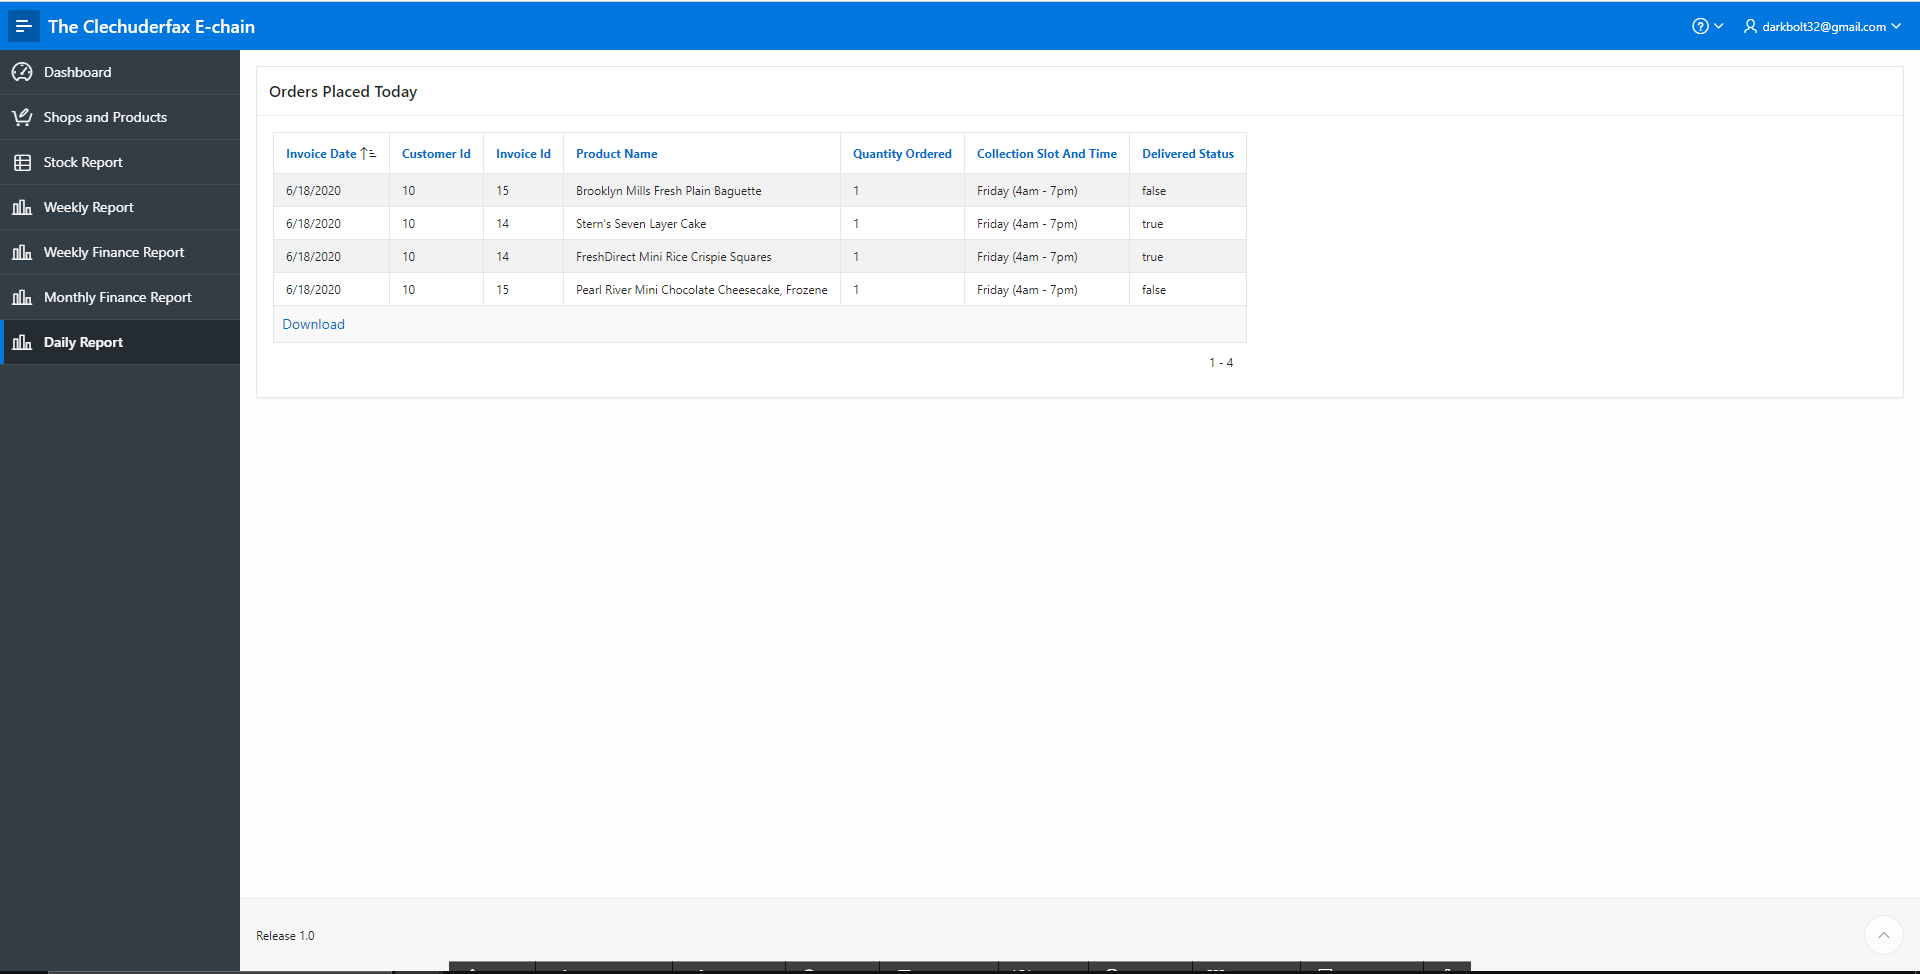 The Clechuderfax E-chain
darkbolt32@gmail.com
Dashboard
Shops and Products
Stock Report
Weekly Report
Weekly Finance Report
Monthly Finance Report
Daily Report
Orders Placed Today
Invoice Date Customer Id Invoice Id Product Name Quantity Ordered Collection Slot And Time Delivered Status
6/18/2020 10 15 Brooklyn Mills Fresh Plain Baguette 1 Friday (4am - 7pm) false
6/18/2020 10 14 Stern's Seven Layer Cake 1 Friday (4am - 7pm) true
6/18/2020 10 14 FreshDirect Mini Rice Crispie Squares 1 Friday (4am - 7pm) true
6/18/2020 10 15 Pearl River Mini Chocolate Cheesecake, Frozene 1 Friday (4am - 7pm) false
Download
1 - 4
Release 1.0